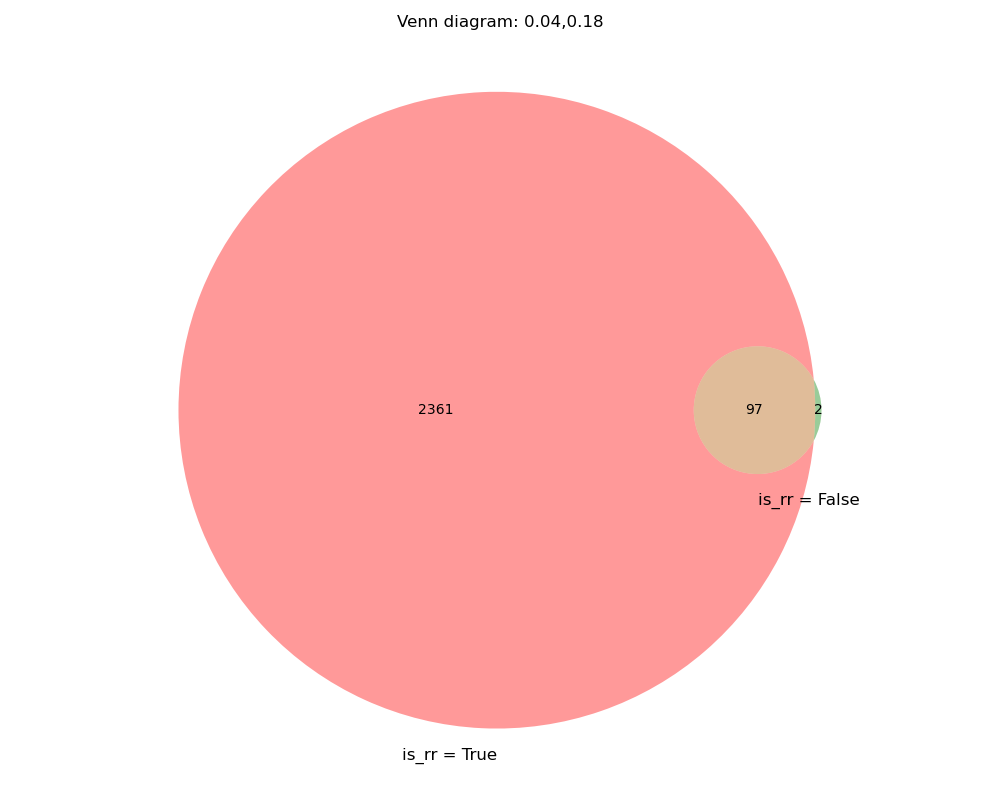 Venn diagram: 0.04,0.18
2361
97
2
is_rr = False
is_rr = True